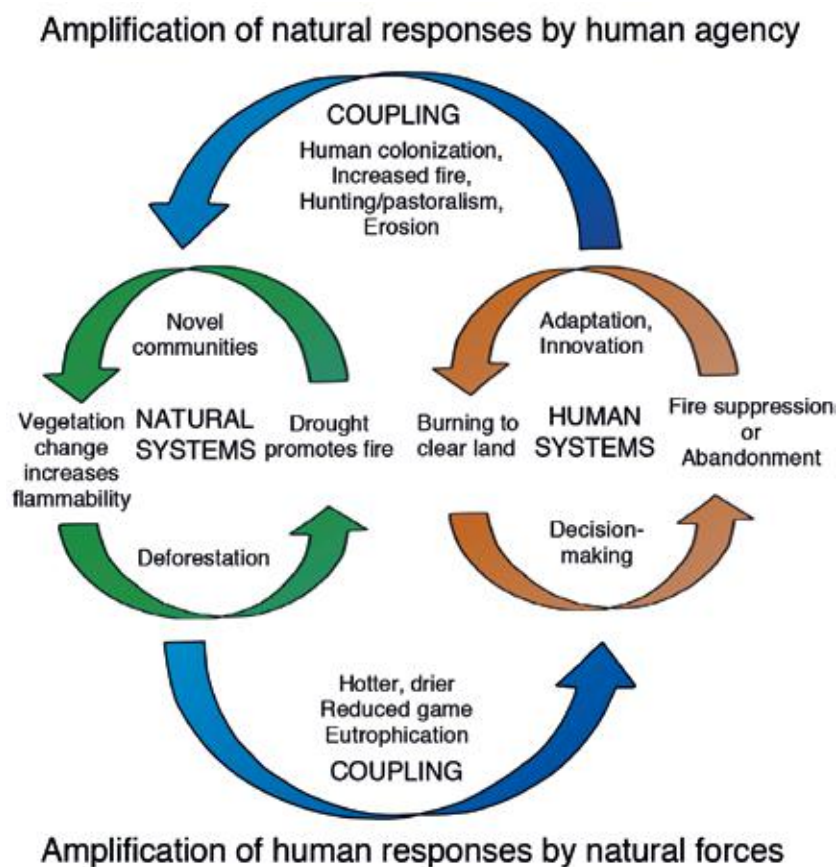 Amplification of natural responses by human agency
COUPLING
Human colonization,
Increased fire,
Hunting/pastoralism,
Erosion
Novel
communities
Vegetation
change
increases
flammability
NATURAL
SYSTEMS
Drought
promotes fire
Deforestation
Adaptation,
Innovation
Burning to
clear land
HUMAN
SYSTEMS
Fire suppression
or
Abandonment
Decision-
making
Hotter, drier
Reduced game
Eutrophication
COUPLING
Amplification of human responses by natural forces